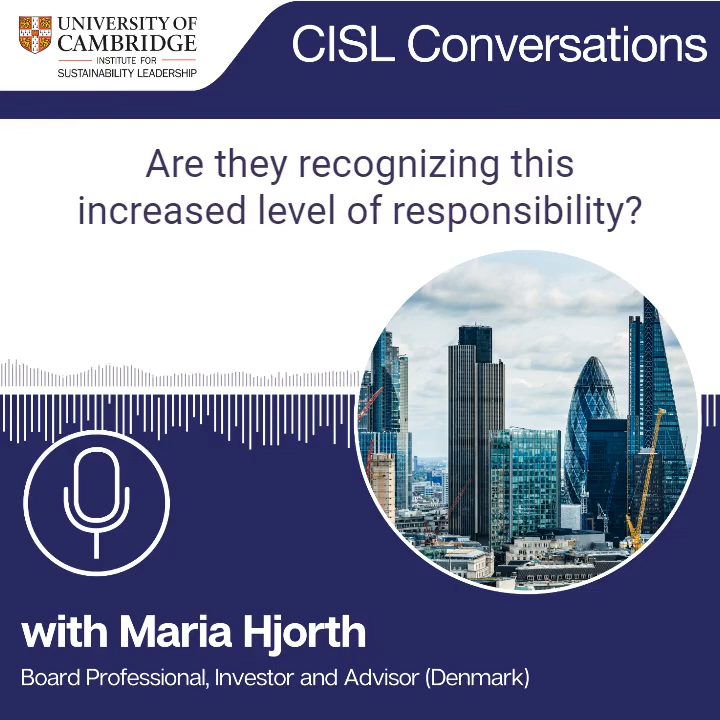 UNIVERSITY OF
CAMBRIDGE
INSTITUTE FOR
SUSTAINABILITY LEADERSHIP
CISL Conversations
Are they recognizing this
increased level of responsibility?
with Maria Hjorth
Board Professional, Investor and Advisor (Denmark)